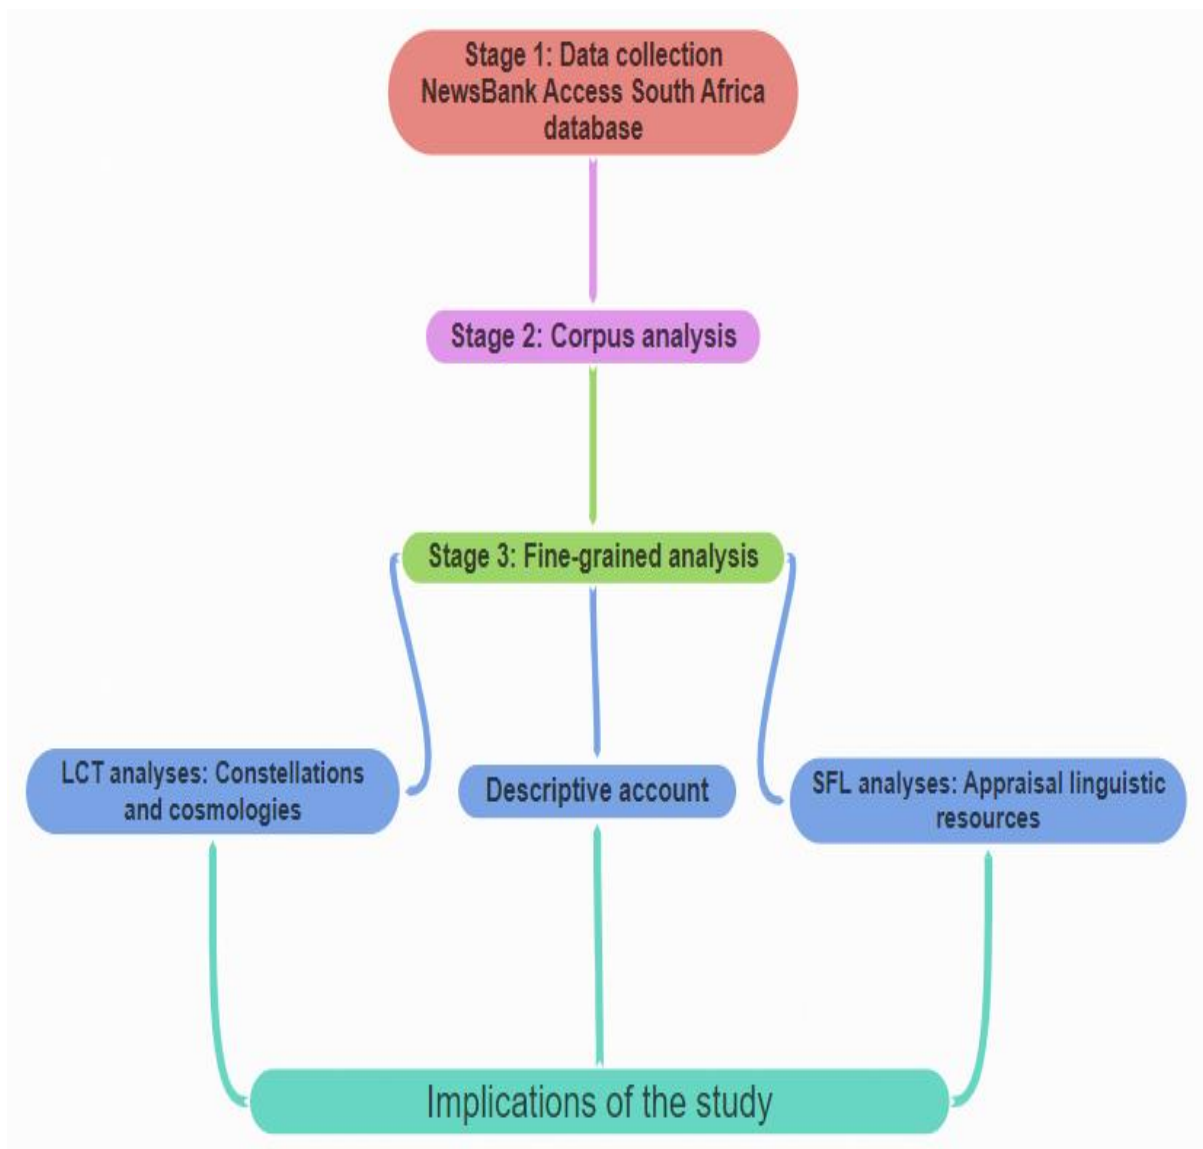 Stage 1: Data collection
NewsBank Access South Africa
database
Stage 2: Corpus analysis
Stage 3: Fine-grained analysis
LCT analyses: Constellations
and cosmologies
Descriptive account
SFL analyses: Appraisal linguistic
resources
Implications of the study